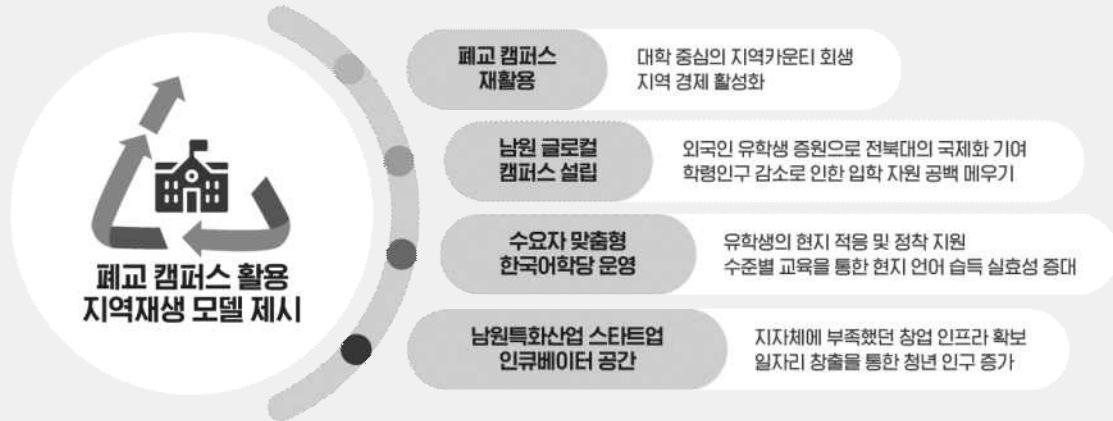 폐교 캠퍼스 활용
지역재생 모델 제시
폐교 캠퍼스
재활용
대학 중심의 지역카운티 회생
지역 경제 활성화
남원 글로컬
캠퍼스 설립
외국인 유학생 증원으로 전북대의 국제화 기여
학령인구 감소로 인한 입학 자원 공백 메우기
수요자 맞춤형
한국어학당 운영
유학생의 현지 적응 및 정착 지원
수준별 교육을 통한 현지 언어 습득 실효성 증대
남원특화산업 스타트업
인큐베이터 공간
지자체에 부족했던 창업 인프라 확보
일자리 창출을 통한 청년 인구 증가